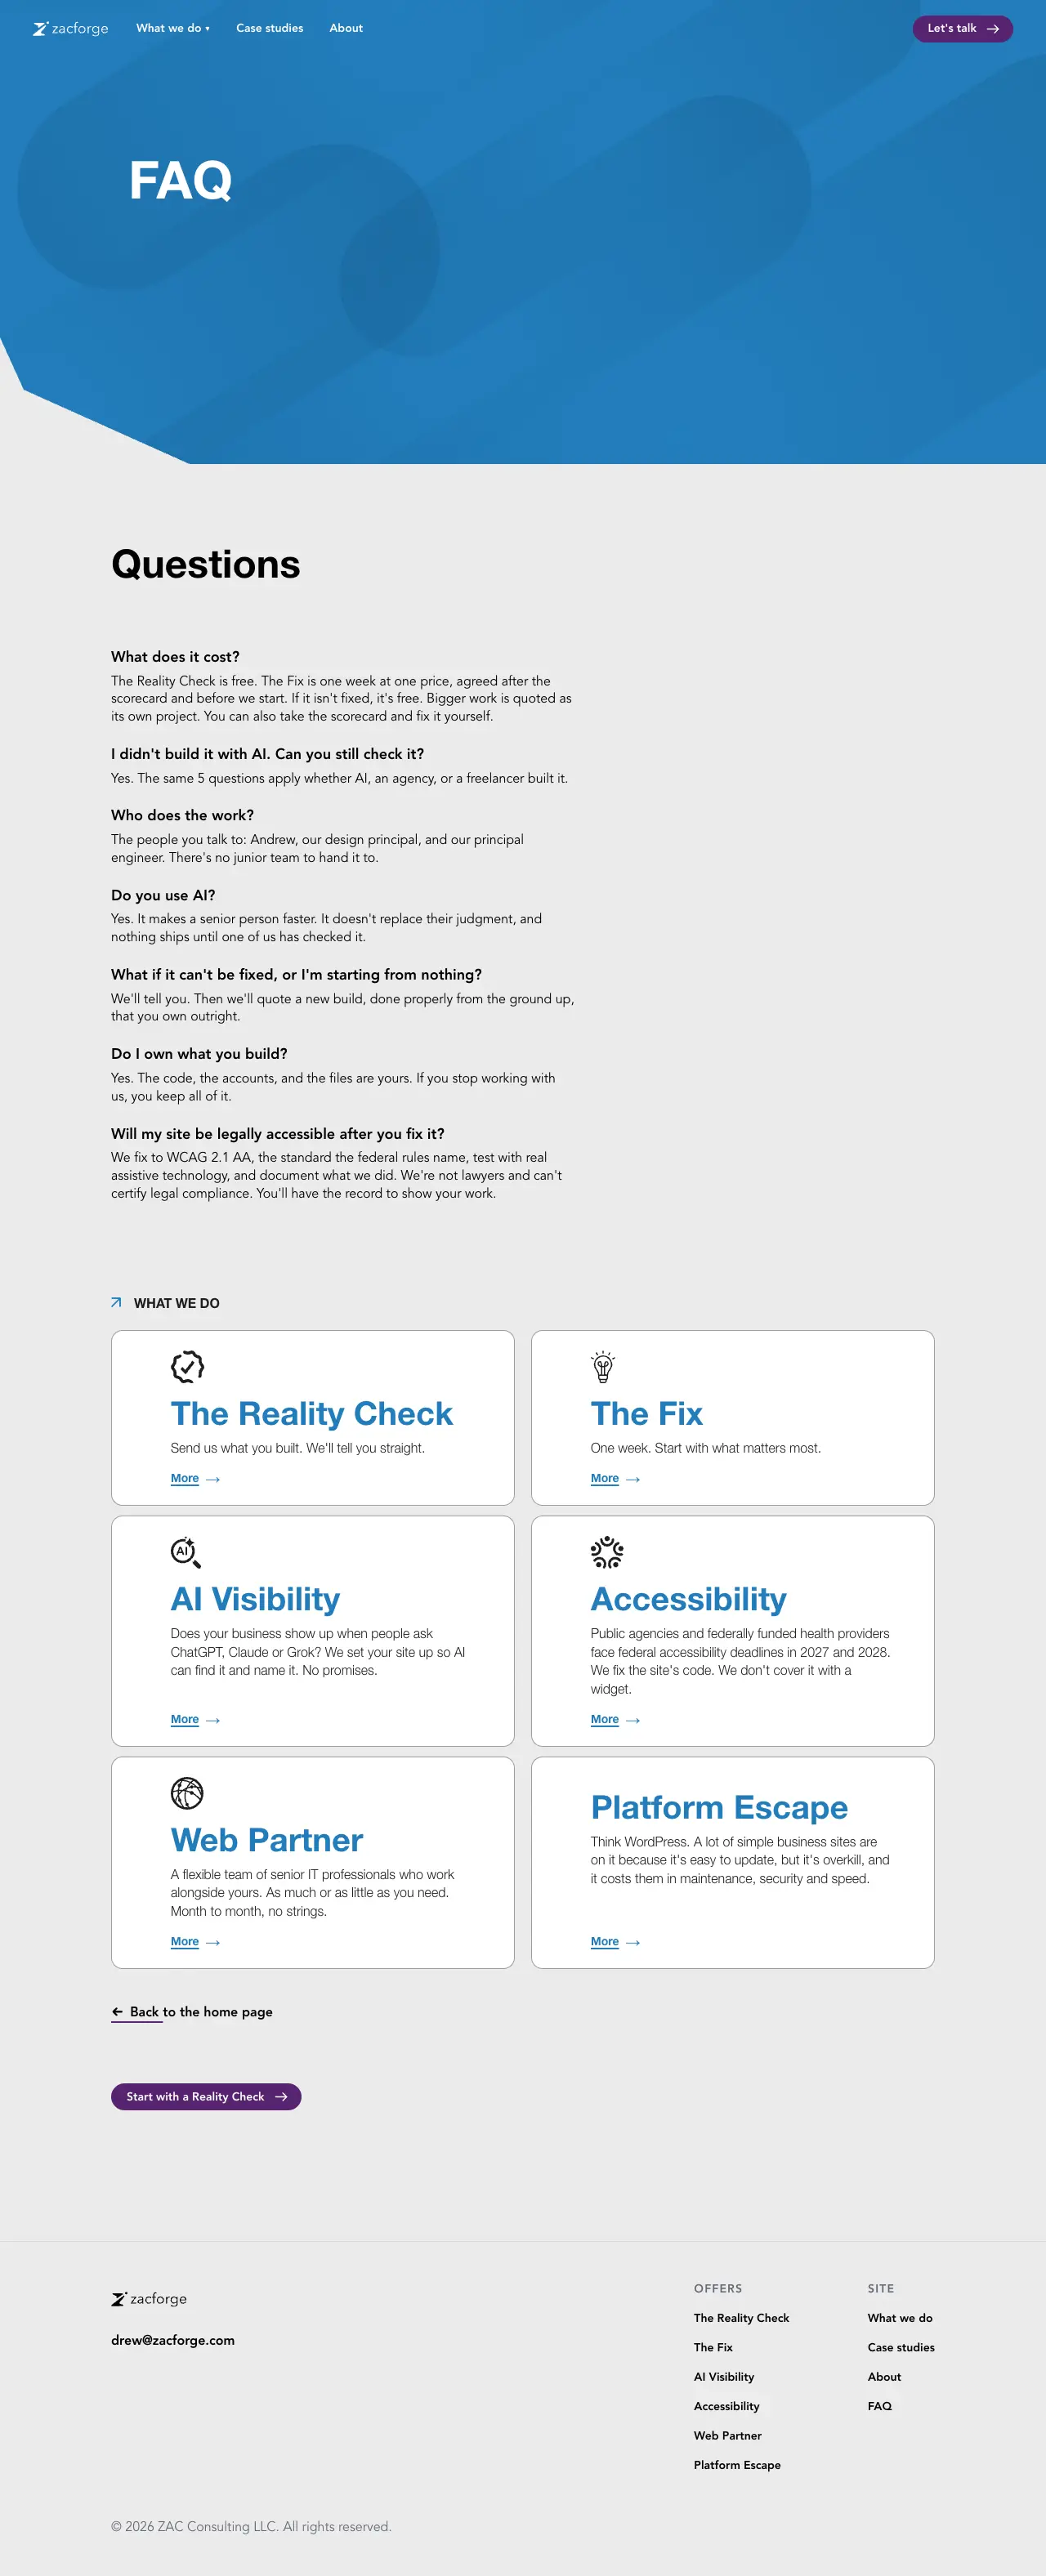 zacforge
What we do ▾
Case studies
About
Let's talk →
FAQ
Questions
What does it cost?
The Reality Check is free. The Fix is one week at one price, agreed after the
scorecard and before we start. If it isn't fixed, it's free. Bigger work is quoted as
its own project. You can also take the scorecard and fix it yourself.
I didn't build it with AI. Can you still check it?
Yes. The same 5 questions apply whether AI, an agency, or a freelancer built it.
Who does the work?
The people you talk to: Andrew, our design principal, and our principal
engineer. There's no junior team to hand it to.
Do you use AI?
Yes. It makes a senior person faster. It doesn't replace their judgment, and
nothing ships until one of us has checked it.
What if it can't be fixed, or I'm starting from nothing?
We'll tell you. Then we'll quote a new build, done properly from the ground up,
that you own outright.
Do I own what you build?
Yes. The code, the accounts, and the files are yours. If you stop working with
us, you keep all of it.
Will my site be legally accessible after you fix it?
We fix to WCAG 2.1 AA, the standard the federal rules name, test with real
assistive technology, and document what we did. We're not lawyers and can't
certify legal compliance. You'll have the record to show your work.
WHAT WE DO
The Reality Check
Send us what you built. We'll tell you straight.
More →
The Fix
One week. Start with what matters most.
More →
AI
AI Visibility
Does your business show up when people ask
ChatGPT, Claude or Grok? We set your site up so AI
can find it and name it. No promises.
More →
Accessibility
Public agencies and federally funded health providers
face federal accessibility deadlines in 2027 and 2028.
We fix the site's code. We don't cover it with a
widget.
More →
Web Partner
A flexible team of senior IT professionals who work
alongside yours. As much or as little as you need.
Month to month, no strings.
More →
Platform Escape
Think WordPress. A lot of simple business sites are
on it because it's easy to update, but it's overkill, and
it costs them in maintenance, security and speed.
More →
← Back to the home page
Start with a Reality Check →
zacforge
drew@zacforge.com
OFFERS
The Reality Check
The Fix
AI Visibility
Accessibility
Web Partner
Platform Escape
SITE
What we do
Case studies
About
FAQ
© 2026 ZAC Consulting LLC. All rights reserved.